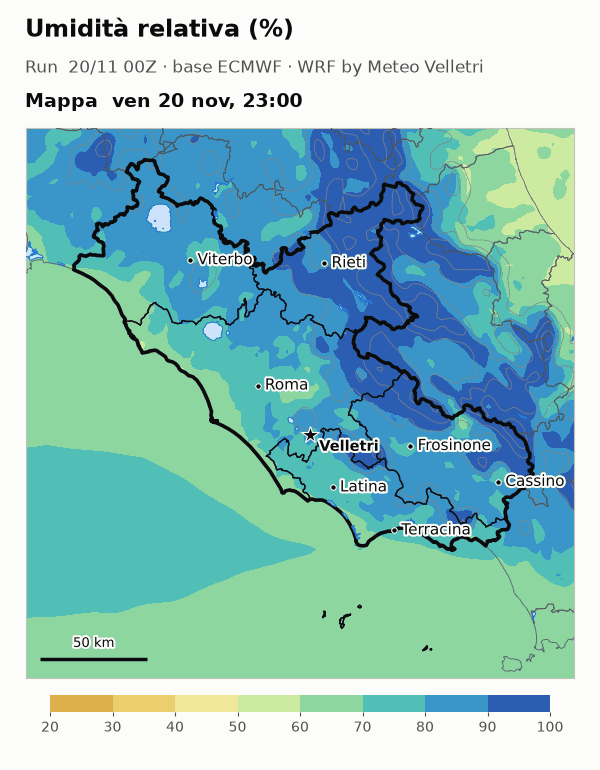 Umidità relativa (%)
Run  20/11 00Z · base ECMWF · WRF by Meteo Velletri
Mappa  ven 20 nov, 23:00
Viterbo
Rieti
Roma
Velletri
Frosinone
Cassino
Latina
Terracina
50 km
20 30 40 50 60 70 80 90 100